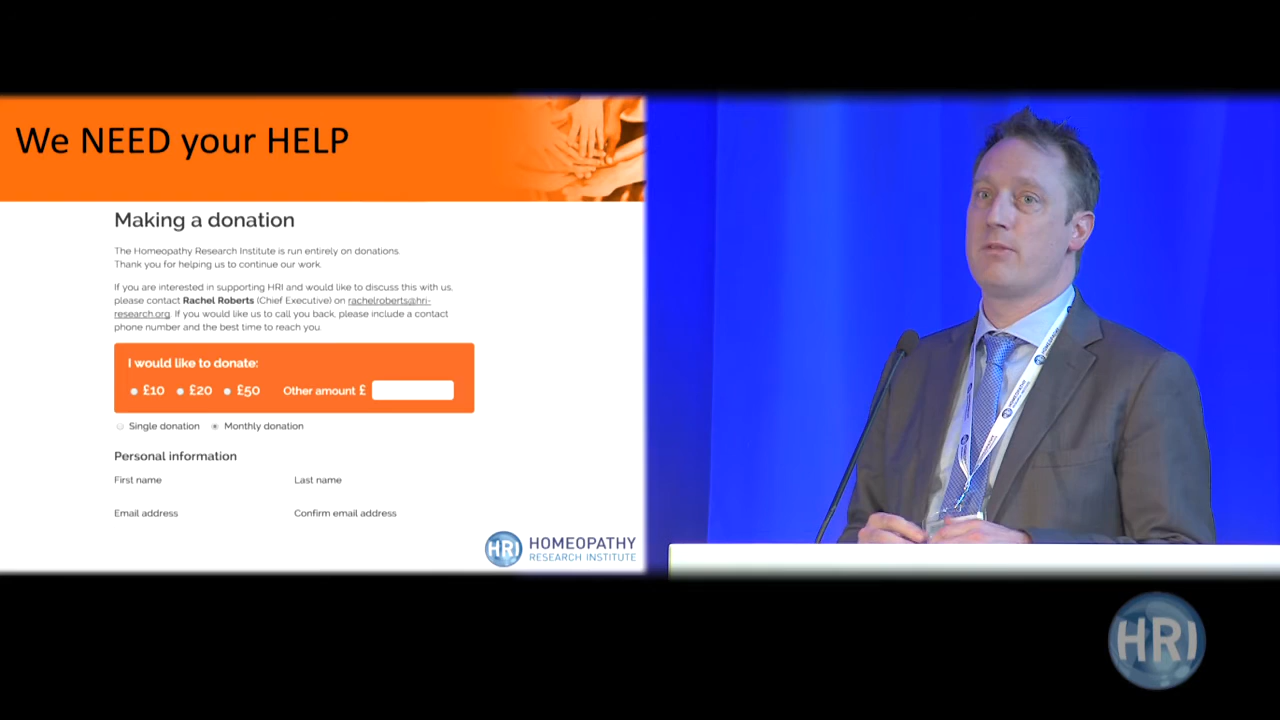 We NEED your HELP
Making a donation
The Homeopathy Research Institute is run entirely on donations.
Thank you for helping us to continue our work.
If you are interested in supporting HRI and would like to discuss this with us,
please contact Rachel Roberts (Chief Executive) on rachelroberts@hri-
research.org. If you would like us to call you back, please include a contact
phone number and the best time to reach you.
I would like to donate:
£10 £20 £50 Other amount £
Single donation Monthly donation
Personal information
First name Last name
Email address Confirm email address
HRI HOMEOPATHY
RESEARCH INSTITUTE
HRI